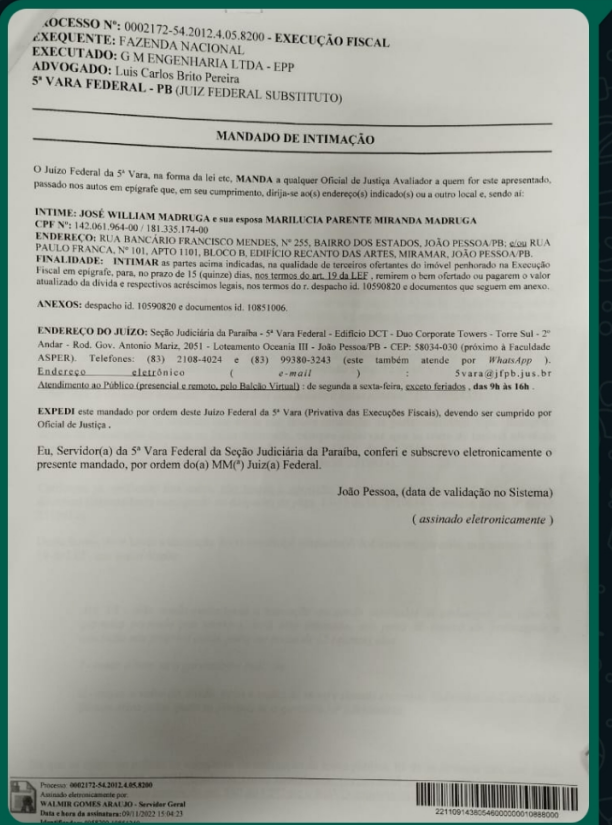 OCESSO Nº: 0002172-54.2012.4.05.8200 - EXECUÇÃO FISCAL
EXEQUENTE: FAZENDA NACIONAL
EXECUTADO: G M ENGENHARIA LTDA - EPP
ADVOGADO: Luis Carlos Brito Pereira
5ª VARA FEDERAL - PB (JUIZ FEDERAL SUBSTITUTO)
MANDADO DE INTIMAÇÃO
O Juízo Federal da 5ª Vara, na forma da lei etc, MANDA a qualquer Oficial de Justiça Avaliador a quem for este apresentado,
passado nos autos em epígrafe que, em seu cumprimento, dirija-se ao(s) endereço(s) indicado(s) ou a outro local e, sendo aí:
INTIME: JOSÉ WILLIAM MADRUGA e sua esposa MARILUCIA PARENTE MIRANDA MADRUGA
CPF Nº: 142.061.964-00 / 181.335.174-00
ENDEREÇO: RUA BANCÁRIO FRANCISCO MENDES, Nº 255, BAIRRO DOS ESTADOS, JOÃO PESSOA/PB; e/ou RUA
PAULO FRANCA, Nº 101, APTO 1101, BLOCO B, EDIFÍCIO RECANTO DAS ARTES, MIRAMAR, JOÃO PESSOA/PB.
FINALIDADE: INTIMAR as partes acima indicadas, na qualidade de terceiros ofertantes do imóvel penhorado na Execução
Fiscal em epígrafe, para, no prazo de 15 (quinze) dias, nos termos do art. 19 da LEF , remirem o bem ofertado ou pagarem o valor
atualizado da dívida e respectivos acréscimos legais, nos termos do r. despacho id. 10590820 e documentos que seguem em anexo.
ANEXOS: despacho id. 10590820 e documentos id. 10851006.
ENDEREÇO DO JUÍZO: Seção Judiciária da Paraíba - 5ª Vara Federal - Edifício DCT - Duo Corporate Towers - Torre Sul - 2º
Andar - Rod. Gov. Antonio Mariz, 2051 - Loteamento Oceania III - João Pessoa/PB - CEP: 58034-030 (próximo à Faculdade
ASPER). Telefones: (83) 2108-4024 e (83) 99380-3243 (este também atende por WhatsApp ).
Endereço eletrônico ( e-mail ) : 5vara@jfpb.jus.br
Atendimento ao Público (presencial e remoto, pelo Balcão Virtual) : de segunda a sexta-feira, exceto feriados , das 9h às 16h .
EXPEDI este mandado por ordem deste Juízo Federal da 5ª Vara (Privativa das Execuções Fiscais), devendo ser cumprido por
Oficial de Justiça .
Eu, Servidor(a) da 5ª Vara Federal da Seção Judiciária da Paraíba, conferi e subscrevo eletronicamente o
presente mandado, por ordem do(a) MM(ª) Juiz(a) Federal.
João Pessoa, (data de validação no Sistema)
( assinado eletronicamente )
Processo: 0002172-54.2012.4.05.8200
Assinado eletronicamente por:
WALMIR GOMES ARAUJO - Servidor Geral
Data e hora da assinatura: 09/11/2022 15:04:23
22110914380546000000010888000